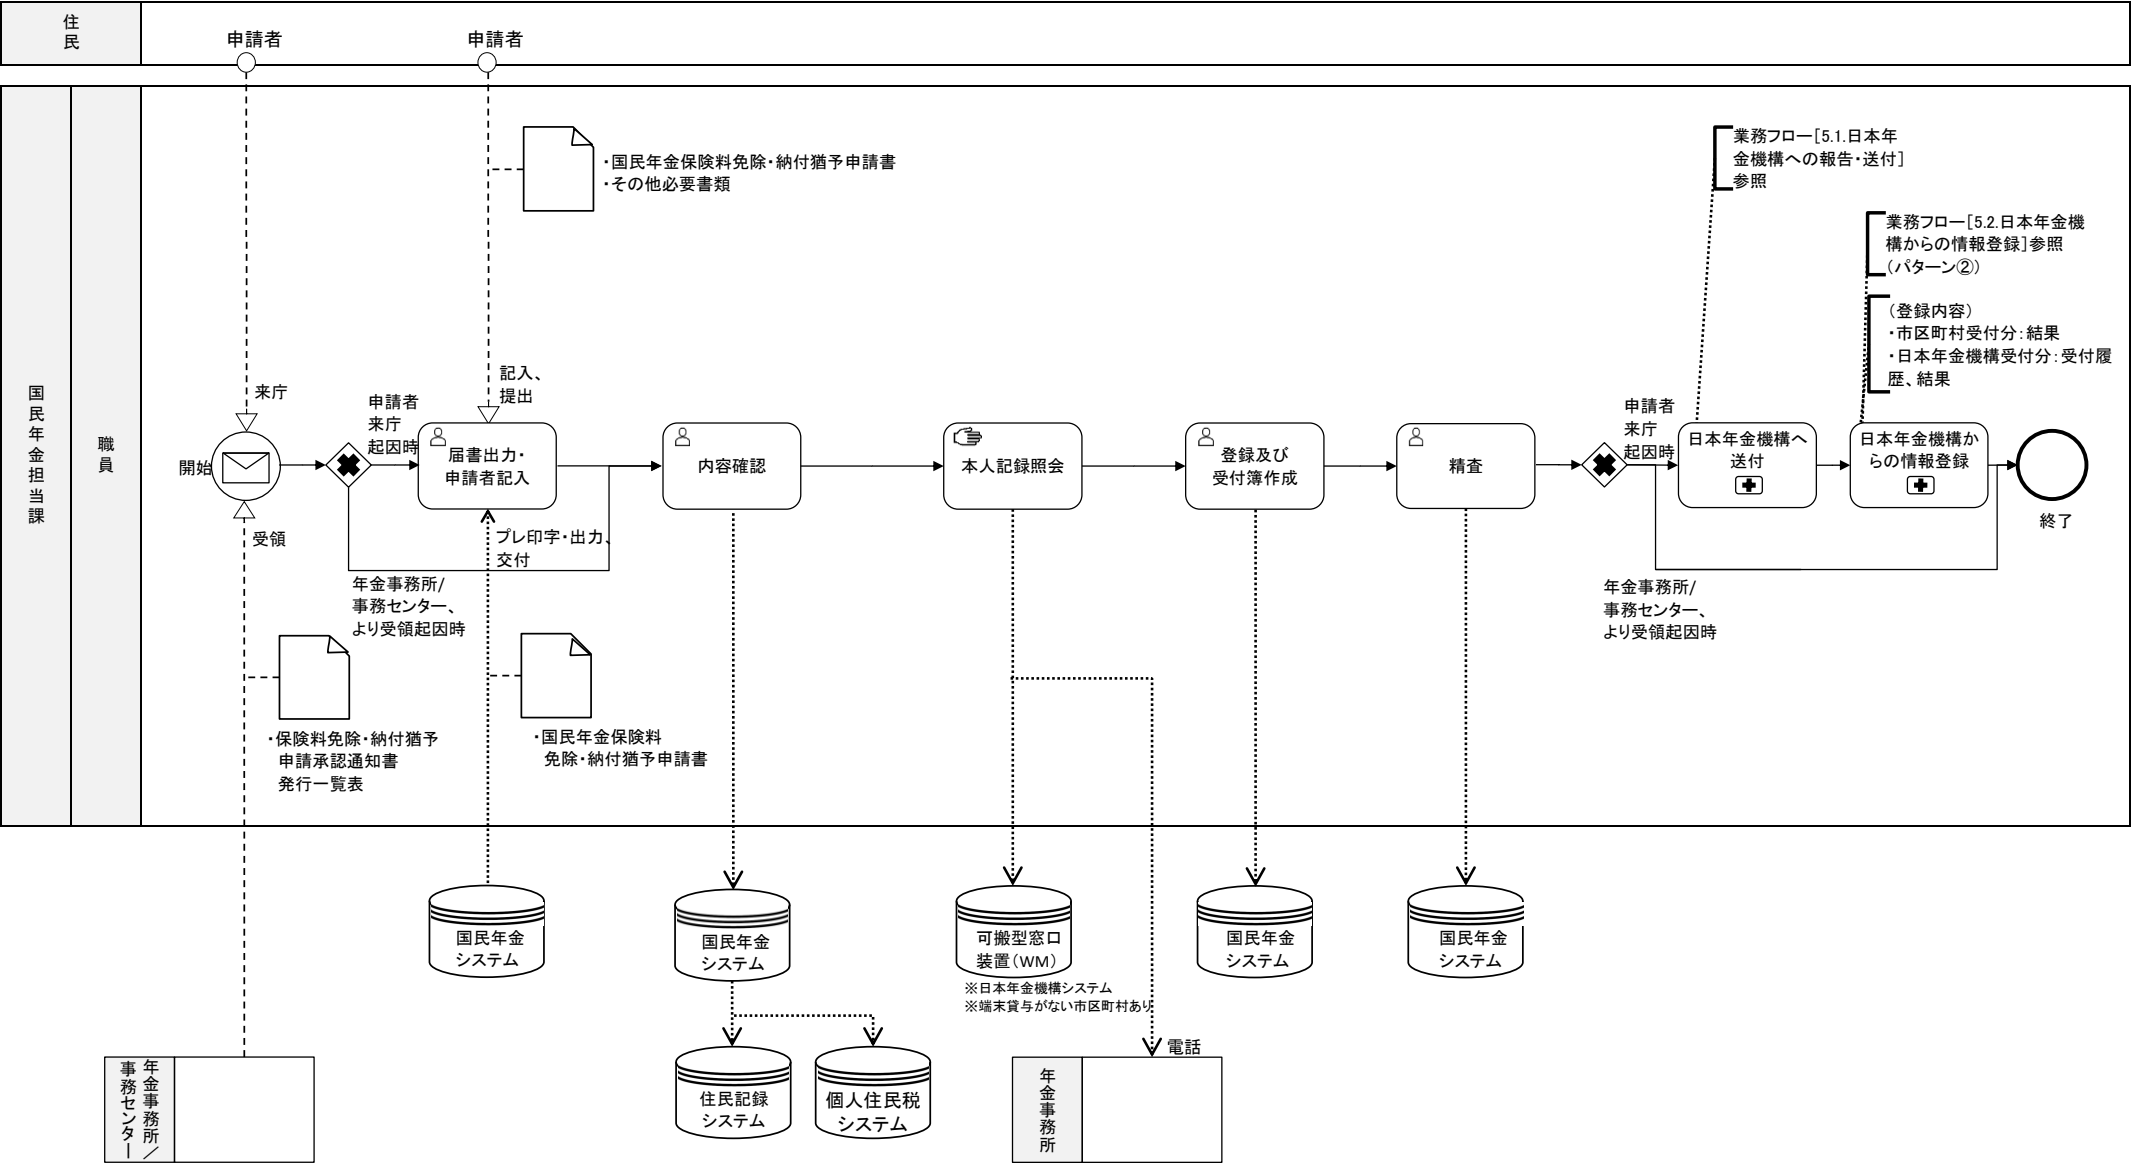 住
民
申請者
申請者
国民年金担当課
職員
・国民年金保険料免除・納付猶予申請書
・その他必要書類
業務フロー[5.1.日本年
金機構への報告・送付]
参照
業務フロー[5.2.日本年金機
構からの情報登録]参照
(パターン②)
(登録内容)
・市区町村受付分:結果
・日本年金機構受付分:受付履
歴、結果
来庁
開始
受領
申請者
来庁
起因時
記入、
提出
届書出力・
申請者記入
プレ印字・出力、
交付
年金事務所/
事務センター、
より受領起因時
内容確認
本人記録照会
登録及び
受付簿作成
精査
申請者
来庁
起因時
日本年金機構へ
送付
日本年金機構か
らの情報登録
終了
年金事務所/
事務センター、
より受領起因時
・保険料免除・納付猶予
申請承認通知書
発行一覧表
・国民年金保険料
免除・納付猶予申請書
国民年金
システム
国民年金
システム
可搬型窓口
装置(WM)
※日本年金機構システム
※端末貸与がない市区町村あり
国民年金
システム
国民年金
システム
住民記録
システム
個人住民税
システム
電話
年金事務所/
事務センター
年金事務所